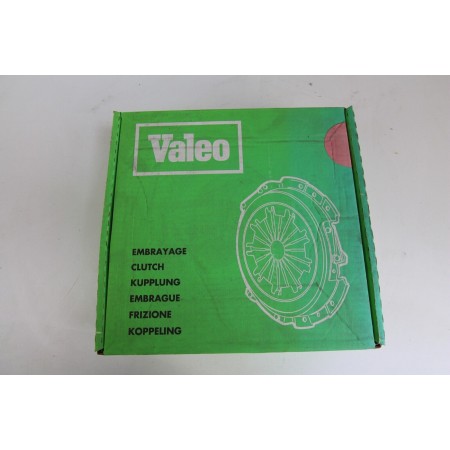 Valeo
EMBRAYAGE
CLUTCH
KUPPLUNG
EMBRAGUE
FRIZIONE
KOPPELING